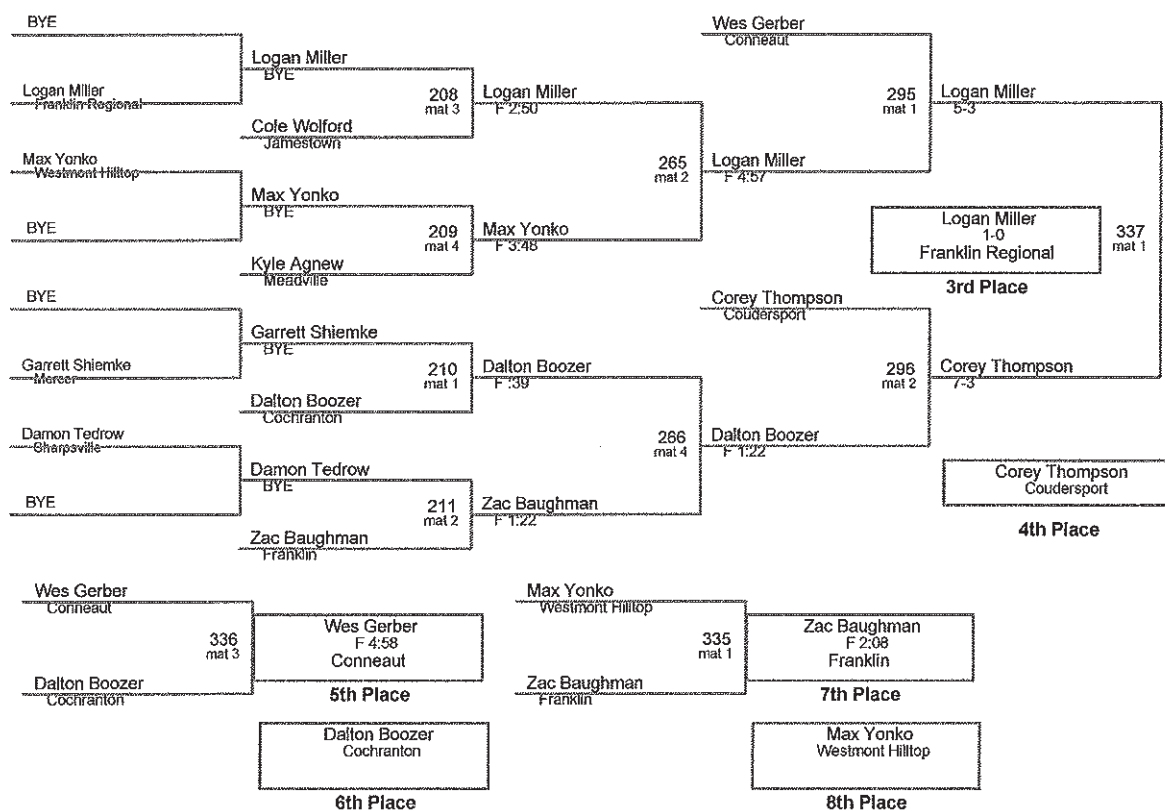 BYE
Logan Miller
Franklin Regional
Max Yonko
Westmont Hilltop
BYE
BYE
Garrett Shiemke
Mercer
Damon Tedrow
Sharpsville
BYE
Logan Miller
BYE
208
mat 3
Cole Wolford
Jamestown
Max Yonko
BYE
209
mat 4
Kyle Agnew
Meadville
Garrett Shiemke
BYE
210
mat 1
Dalton Boozer
Cochranton
Damon Tedrow
BYE
211
mat 2
Zac Baughman
Franklin
Logan Miller
F 2:50
265
mat 2
Max Yonko
F 3:48
Dalton Boozer
F :39
266
mat 4
Zac Baughman
F 1:22
Wes Gerber
Conneaut
295
mat 1
Logan Miller
F 4:57
Corey Thompson
Coudersport
296
mat 2
Dalton Boozer
F 1:22
Logan Miller
5-3
Logan Miller
1-0
Franklin Regional
3rd Place
337
mat 1
Corey Thompson
7-3
Corey Thompson
Coudersport
4th Place
Wes Gerber
Conneaut
336
mat 3
Dalton Boozer
Cochranton
Wes Gerber
F 4:58
Conneaut
5th Place
Dalton Boozer
Cochranton
6th Place
Max Yonko
Westmont Hilltop
335
mat 1
Zac Baughman
Franklin
Zac Baughman
F 2:08
Franklin
7th Place
Max Yonko
Westmont Hilltop
8th Place